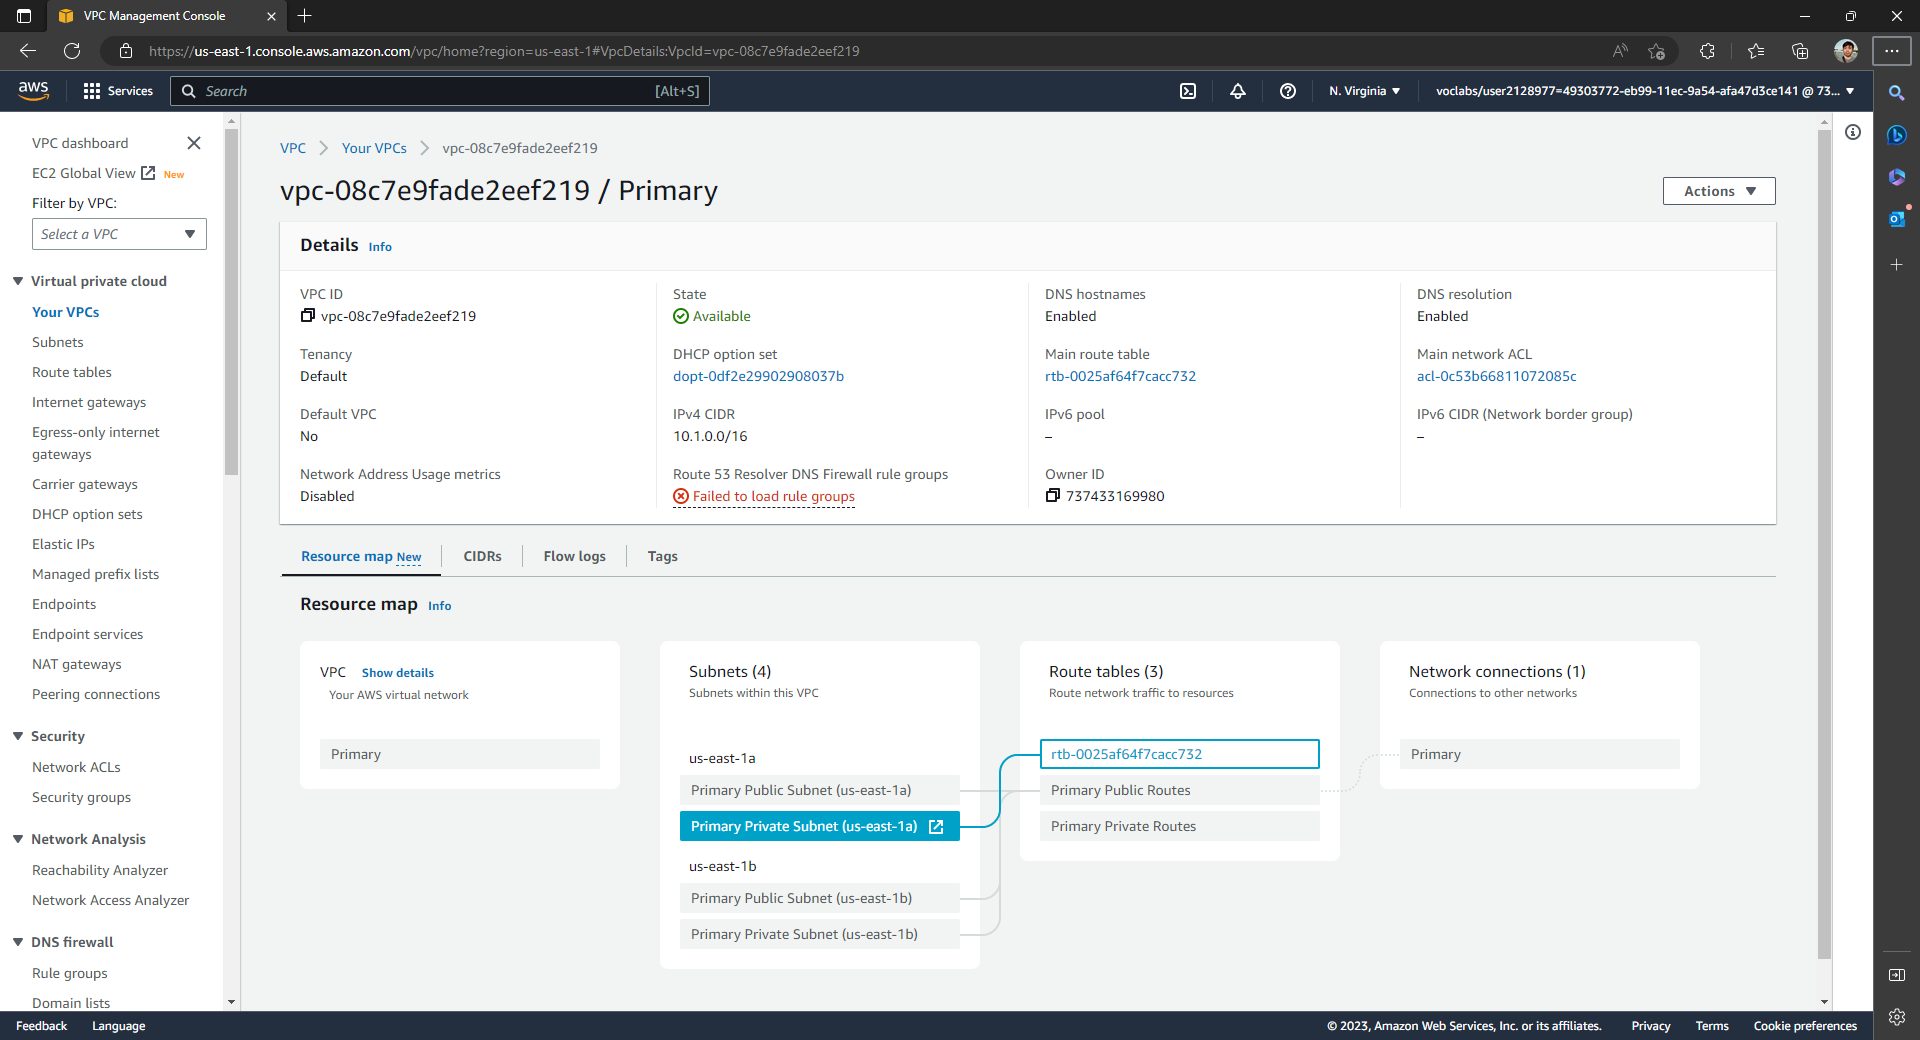 VPC Management Console
https://us-east-1.console.aws.amazon.com/vpc/home?region=us-east-1#VpcDetails:VpcId=vpc-08c7e9fade2eef219
aws
Services
Search [Alt+S]
N. Virginia
voclabs/user2128977=49303772-eb99-11ec-9a54-afa47d3ce141 @ 73...
VPC dashboard
EC2 Global View New
Filter by VPC:
Select a VPC
Virtual private cloud
Your VPCs
Subnets
Route tables
Internet gateways
Egress-only internet
gateways
Carrier gateways
DHCP option sets
Elastic IPs
Managed prefix lists
Endpoints
Endpoint services
NAT gateways
Peering connections
Security
Network ACLs
Security groups
Network Analysis
Reachability Analyzer
Network Access Analyzer
DNS firewall
Rule groups
Domain lists
VPC Your VPCs vpc-08c7e9fade2eef219
vpc-08c7e9fade2eef219 / Primary
Actions
Details Info
VPC ID
vpc-08c7e9fade2eef219
State
Available
DNS hostnames
Enabled
DNS resolution
Enabled
Tenancy
Default
DHCP option set
dopt-0df2e29902908037b
Main route table
rtb-0025af64f7cacc732
Main network ACL
acl-0c53b66811072085c
Default VPC
No
IPv4 CIDR
10.1.0.0/16
IPv6 pool
–
IPv6 CIDR (Network border group)
–
Network Address Usage metrics
Disabled
Route 53 Resolver DNS Firewall rule groups
Failed to load rule groups
Owner ID
737433169980
Resource map New
CIDRs
Flow logs
Tags
Resource map Info
VPC Show details
Your AWS virtual network
Primary
Subnets (4)
Subnets within this VPC
us-east-1a
Primary Public Subnet (us-east-1a)
Primary Private Subnet (us-east-1a)
us-east-1b
Primary Public Subnet (us-east-1b)
Primary Private Subnet (us-east-1b)
Route tables (3)
Route network traffic to resources
rtb-0025af64f7cacc732
Primary Public Routes
Primary Private Routes
Network connections (1)
Connections to other networks
Primary
Feedback
Language
© 2023, Amazon Web Services, Inc. or its affiliates.
Privacy
Terms
Cookie preferences